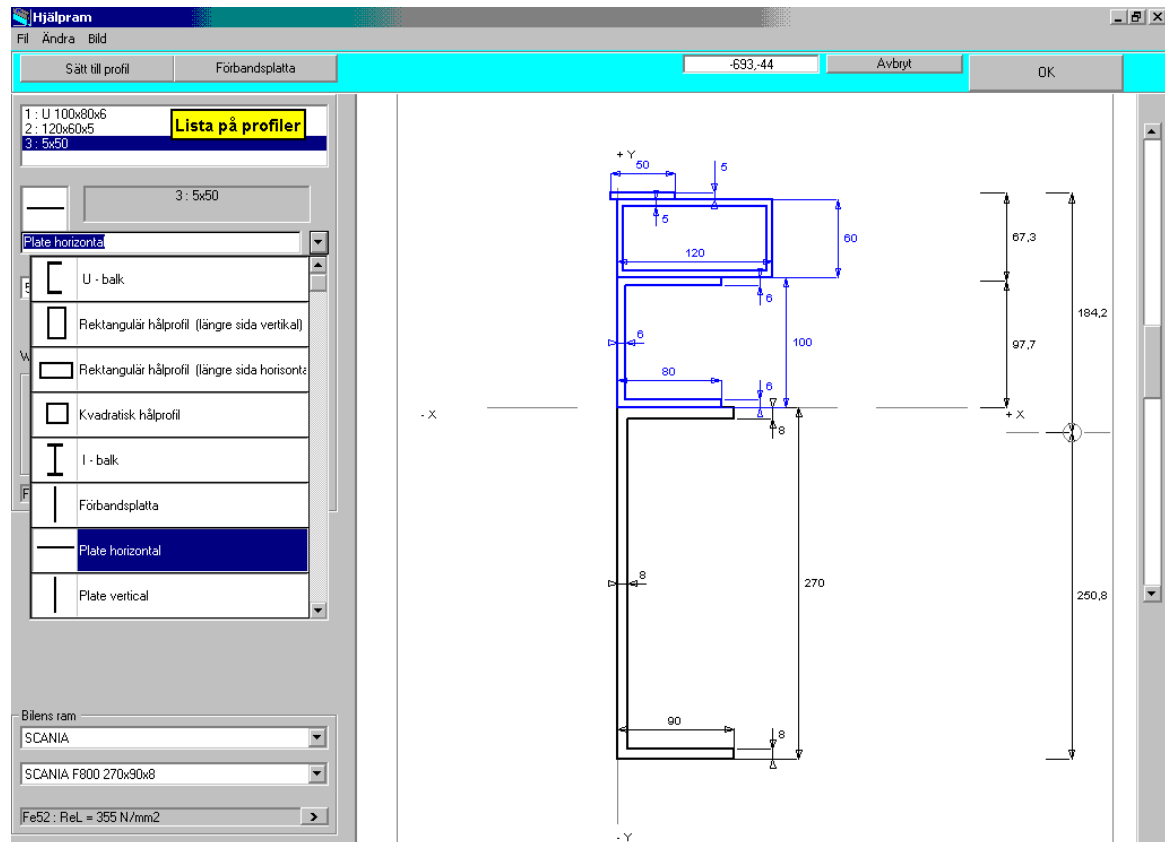 Hjälpram
Fil Ändra Bild
Sätt till profil
Förbandsplatta
-693,-44
Avbryt
OK
1 : U 100x80x6
2 : 120x60x5
3 : 5x50
Lista på profiler
3 : 5x50
Plate horizontal
U - balk
Rektangulär hålprofil (längre sida vertikal)
Rektangulär hålprofil (längre sida horisonta
Kvadratisk hålprofil
I - balk
Förbandsplatta
Plate horizontal
Plate vertical
Bilens ram
SCANIA
SCANIA F800 270x90x8
Fe52 : ReL = 355 N/mm2
>
+ Y
50
5
5
120
60
67,3
6
184,2
6
100
97,7
80
6
- X
+ X
8
8
270
250,8
90
8
- Y